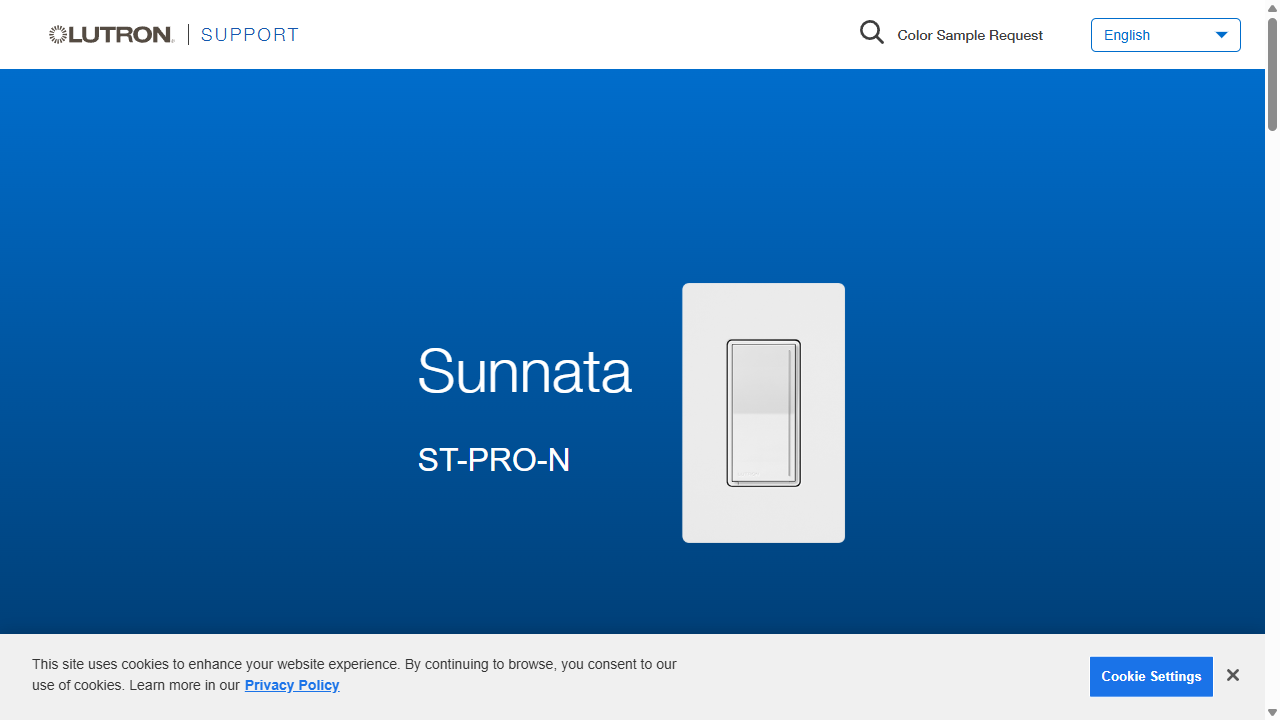 LUTRON
SUPPORT
Color Sample Request
English
Sunnata
ST-PRO-N
This site uses cookies to enhance your website experience. By continuing to browse, you consent to our
use of cookies. Learn more in our Privacy Policy
Cookie Settings